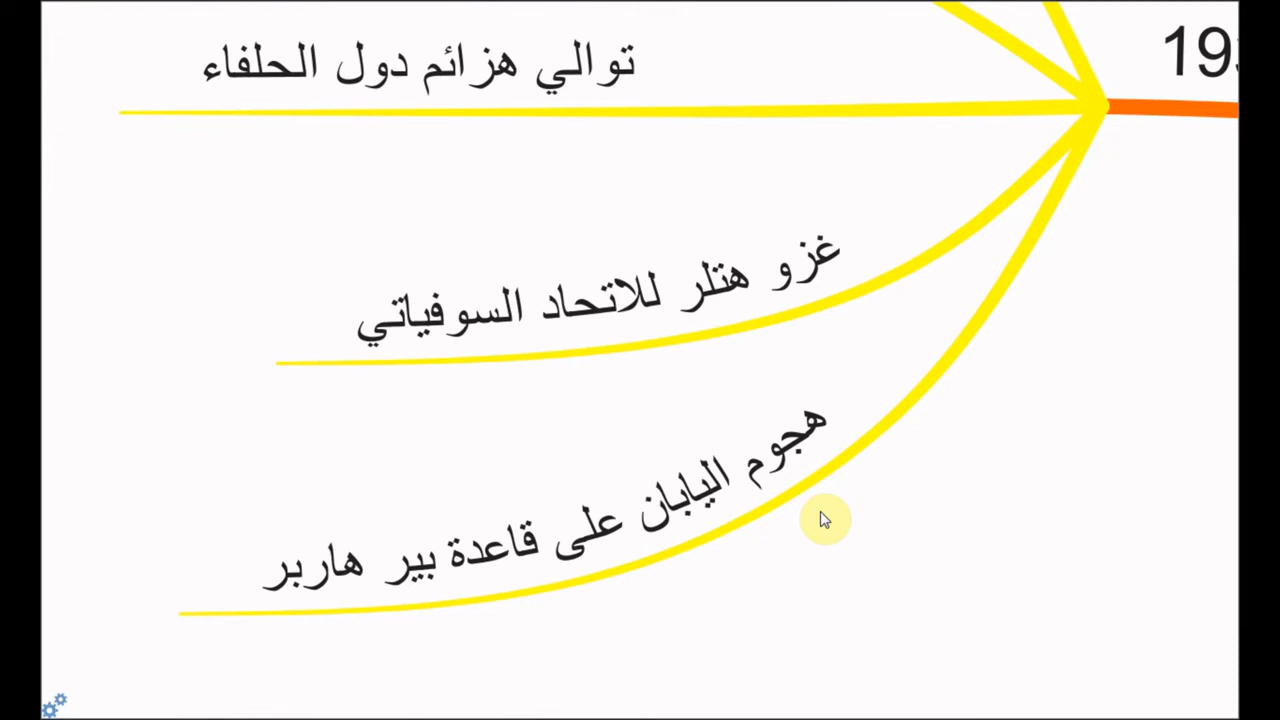 توالي هزائم دول الحلفاء
غزو هتلر للاتحاد السوفياتي
هجوم اليابان على قاعدة بير هاربر